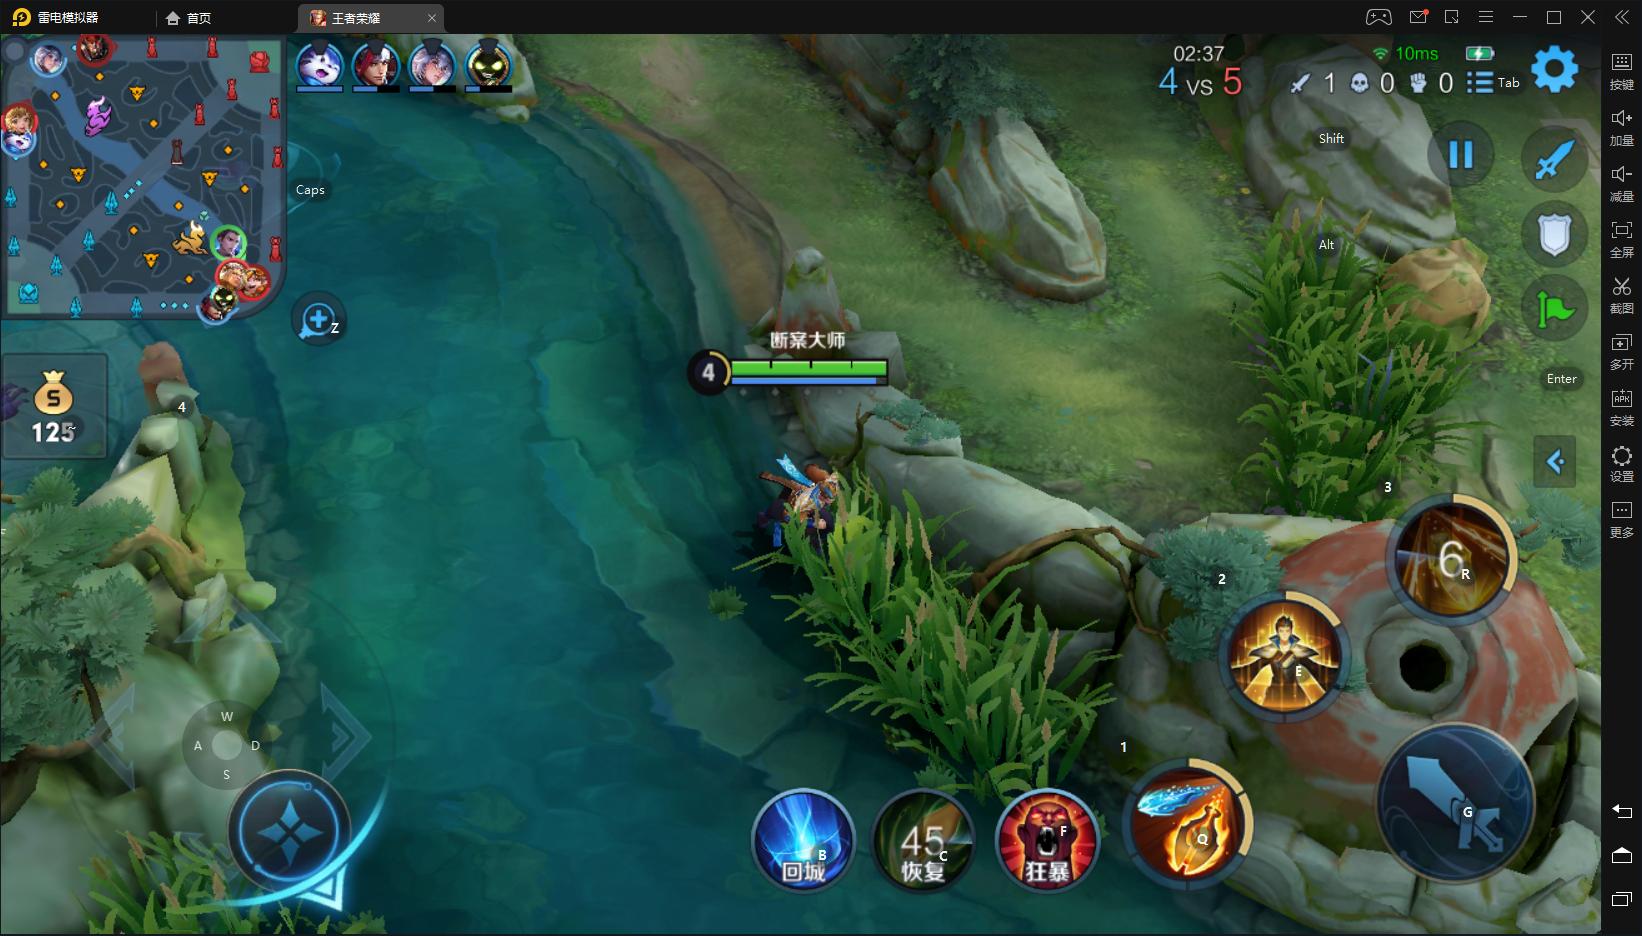 雷电模拟器
首页
王者荣耀
02:37
10ms
4 vs 5
1 0 0
Tab
Shift
Caps
Alt
Z
Enter
断案大师
4
125
~
4
3
6
R
2
E
W
A D
S
1
Q
G
回城
B
45
恢复
C
狂暴
F
按键
加量
减量
全屏
截图
多开
APK
安装
设置
更多